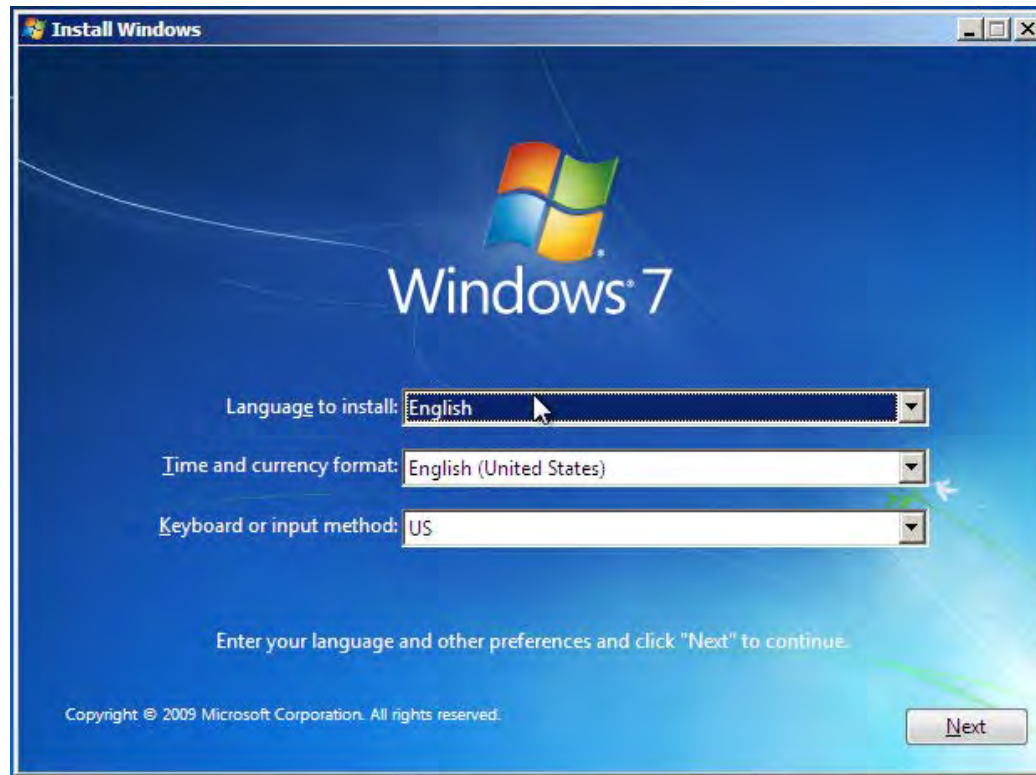 Install Windows
Windows® 7
Language to install: English
Time and currency format: English (United States)
Keyboard or input method: US
Enter your language and other preferences and click "Next" to continue.
Copyright © 2009 Microsoft Corporation. All rights reserved.
Next